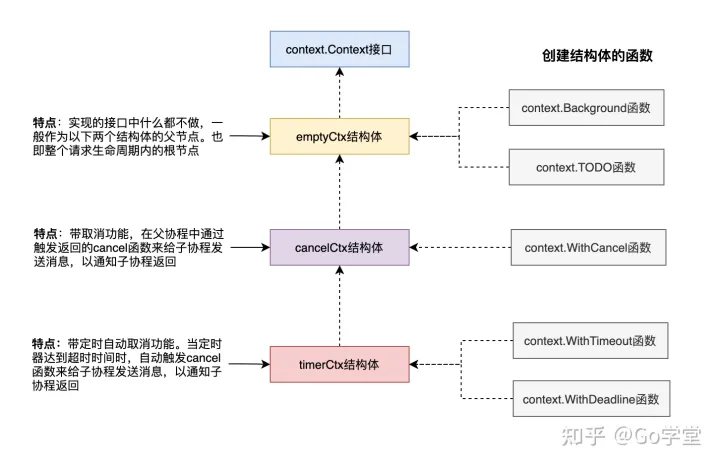 context.Context接口
创建结构体的函数
特点：实现的接口中什么都不做，一
般作为以下两个结构体的父节点。也
即整个请求生命周期内的根节点
emptyCtx结构体
context.Background函数
context.TODO函数
特点：带取消功能，在父协程中通过
触发返回的cancel函数来给子协程发
送消息，以通知子协程返回
cancelCtx结构体
context.WithCancel函数
特点：带定时自动取消功能。当定时
器达到超时时间时，自动触发cancel
函数来给子协程发送消息，以通知子
协程返回
timerCtx结构体
context.WithTimeout函数
context.WithDeadline函数
知乎 @Go学堂